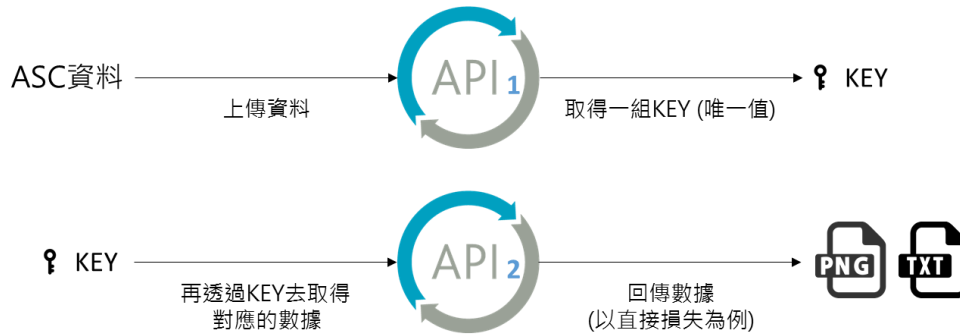 ASC資料
上傳資料
API 1
取得一組KEY (唯一值)
KEY
KEY
再透過KEY去取得
對應的數據
API 2
回傳數據
(以直接損失為例)
PNG
TXT